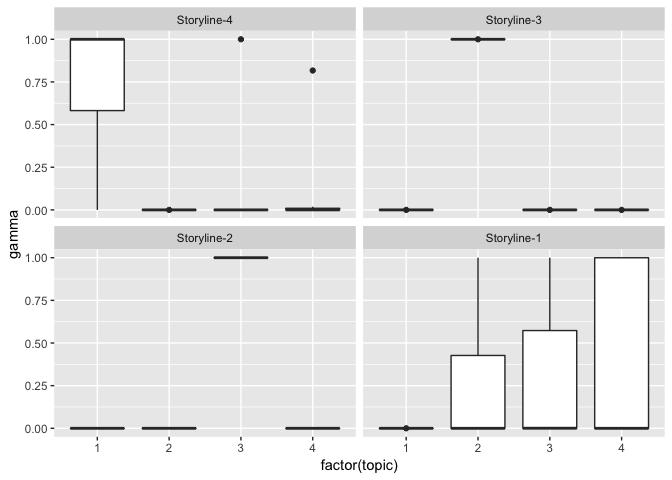 Storyline-4 Storyline-3
1.00
0.75
0.50
0.25
0.00
gamma
Storyline-2 Storyline-1
1.00
0.75
0.50
0.25
0.00
1 2 3 4 1 2 3 4
factor(topic)